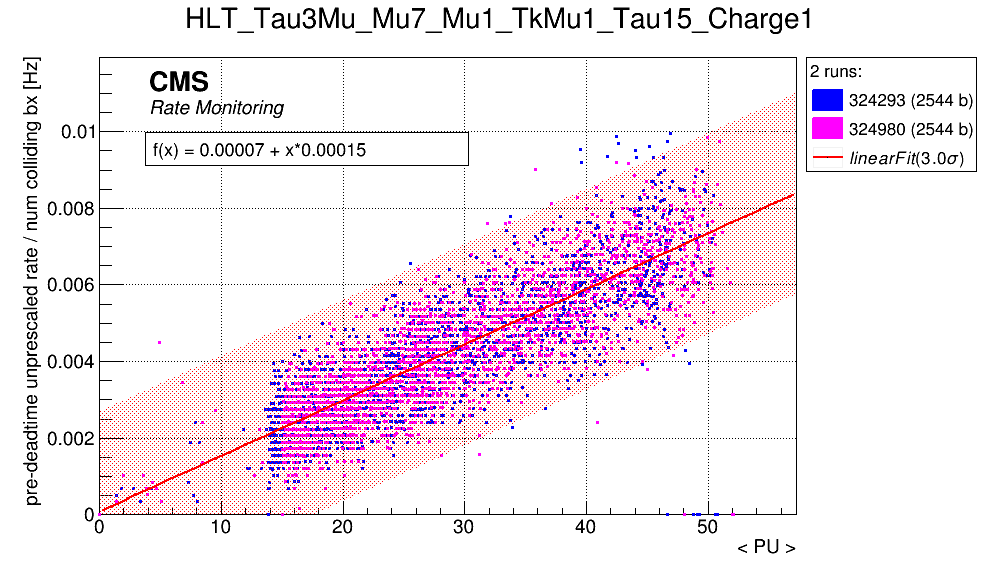 HLT_Tau3Mu_Mu7_Mu1_TkMu1_Tau15_Charge1
pre-deadtime unprescaled rate / num colliding bx [Hz]
CMS
Rate Monitoring
f(x) = 0.00007 + x*0.00015
2 runs:
324293 (2544 b)
324980 (2544 b)
linearFit(3.0σ)
0.01
0.008
0.006
0.004
0.002
0
0 10 20 30 40 50
< PU >